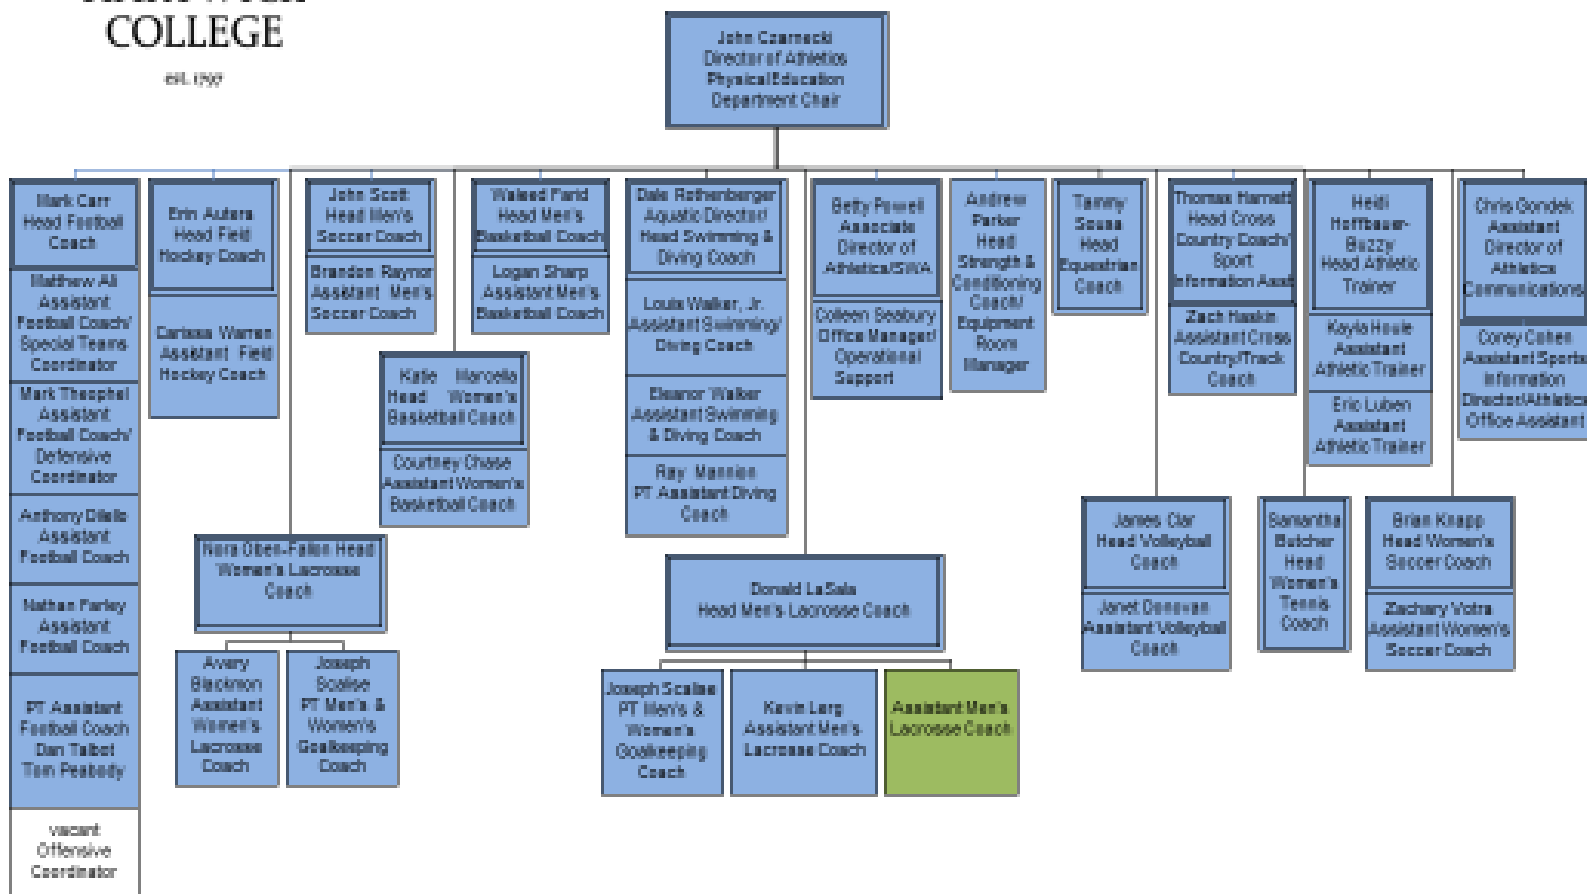 COLLEGE
est. 1797
John Czarnecki
Director of Athletics
Physical Education
Department Chair
Mark Carr
Head Football
Coach
Matthew Ali
Assistant
Football Coach/
Special Teams
Coordinator
Mark Theophel
Assistant
Football Coach/
Defensive
Coordinator
Anthony
Assistant
Football Coach
Nathan Farley
Assistant
Football Coach
PT Assistant
Football Coach
Dan Talbot
Tom Peabody
vacant
Offensive
Coordinator
Erin Autera
Head Field
Hockey Coach
Carissa Warren
Assistant Field
Hockey Coach
John Scott
Head Men's
Soccer Coach
Brandon Raynor
Assistant Men's
Soccer Coach
Waleed Farid
Head Men's
Basketball Coach
Logan Sharp
Assistant Men's
Basketball Coach
Katie Marcella
Head Women's
Basketball Coach
Courtney Chase
Assistant Women's
Basketball Coach
Nora Oben-Fallon Head
Women's Lacrosse
Coach
Avery
Blackmon
Assistant
Women's
Lacrosse
Coach
Joseph
Scalise
PT Men's &
Women's
Goalkeeping
Coach
Dale Rothenberger
Aquatic Director/
Head Swimming &
Diving Coach
Louis Walker, Jr.
Assistant Swimming/
Diving Coach
Eleanor Walker
Assistant Swimming
& Diving Coach
Ray Mannion
PT Assistant Diving
Coach
Donald LaSala
Head Men's Lacrosse Coach
Joseph Scalise
PT Men's &
Women's
Goalkeeping
Coach
Kevin Lerg
Assistant Men's
Lacrosse Coach
Assistant Men's
Lacrosse Coach
Betty Powell
Associate
Director of
Athletics/SWA
Colleen Seabury
Office Manager/
Operational
Support
Andrew
Parker
Head
Strength &
Conditioning
Coach/
Equipment
Room
Manager
Tammy
Sousa
Head
Equestrian
Coach
Thomas Harnett
Head Cross
Country Coach/
Sport
Information Asst
Zach Haskin
Assistant Cross
Country/Track
Coach
Heidi
Hoffbauer-
Buzzy
Head Athletic
Trainer
Kayla Houle
Assistant
Athletic Trainer
Eric Luben
Assistant
Athletic Trainer
Chris Gondek
Assistant
Director of
Athletics
Communications
Corey Cohen
Assistant Sports
Information
Director/Athletics
Office Assistant
James Clar
Head Volleyball
Coach
Janet Donovan
Assistant Volleyball
Coach
Samantha
Butcher
Head
Women's
Tennis
Coach
Brian Knapp
Head Women's
Soccer Coach
Zachary Votra
Assistant Women's
Soccer Coach